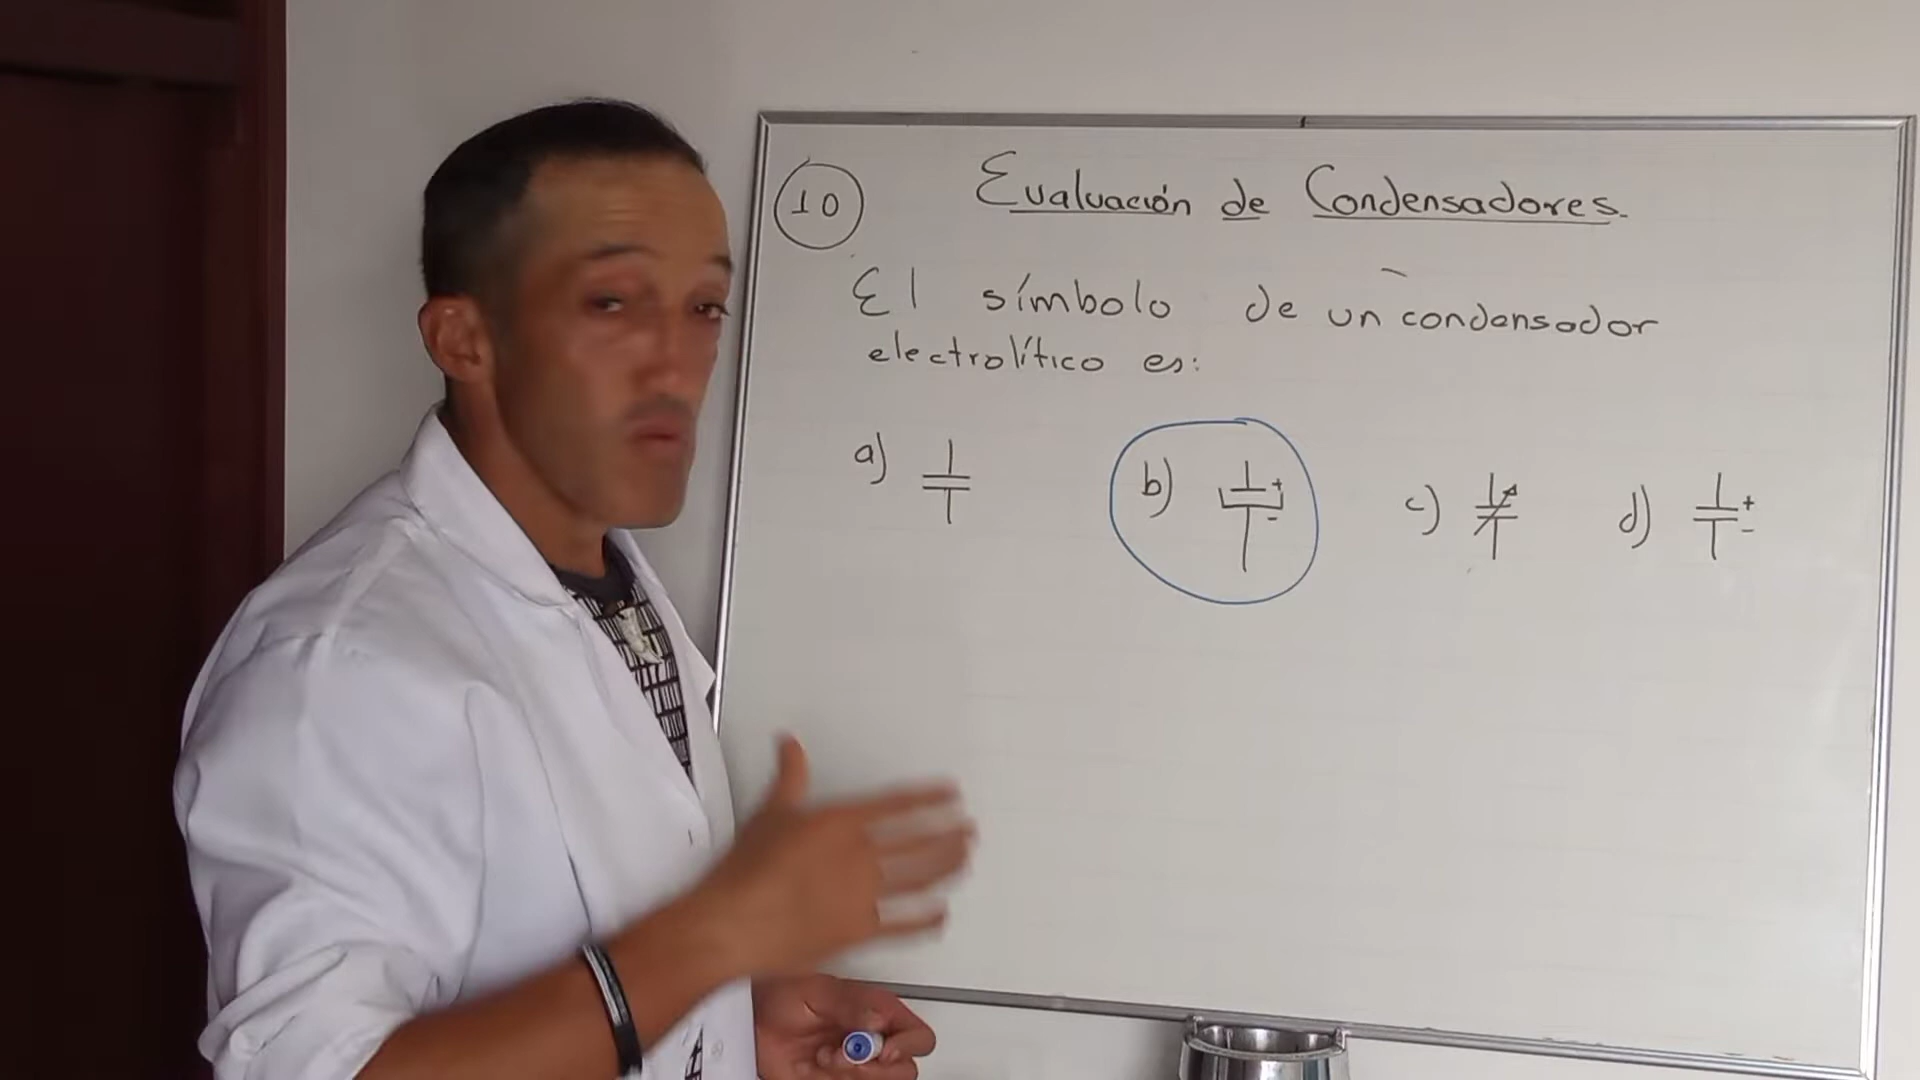 10
Evaluación de Condensadores.
El símbolo de un condensador
electrolítico es:
a) b) + - c) d) + -